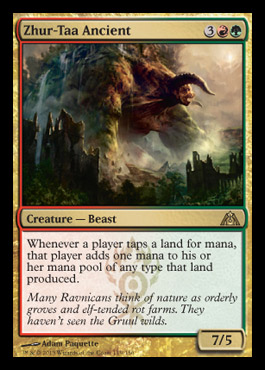 Zhur-Taa Ancient 3
Creature — Beast
Whenever a player taps a land for mana,
that player adds one mana to his or
her mana pool of any type that land
produced.
Many Ravnicans think of nature as orderly
groves and elf-tended rot farms. They
haven't seen the Gruul wilds.
Adam Paquette
7/5